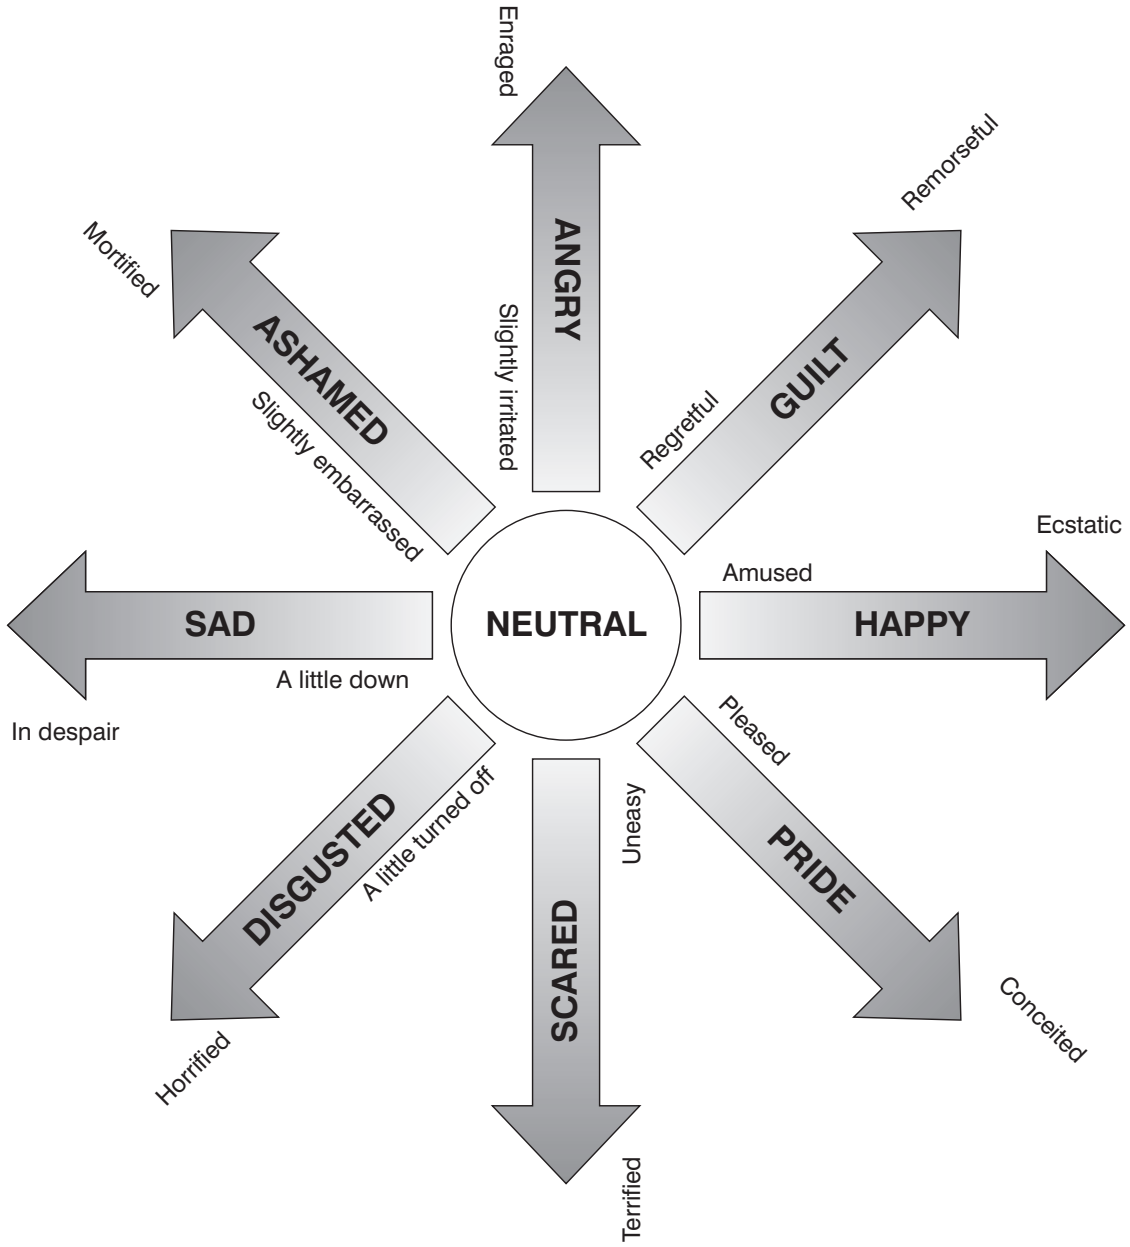 Enraged
ANGRY
Slightly irritated
Remorseful
GUILT
Regretful
Mortified
ASHAMED
Slightly embarrassed
Ecstatic
Amused
HAPPY
NEUTRAL
SAD
A little down
In despair
Pleased
PRIDE
Conceited
Uneasy
SCARED
Terrified
A little turned off
DISGUSTED
Horrified